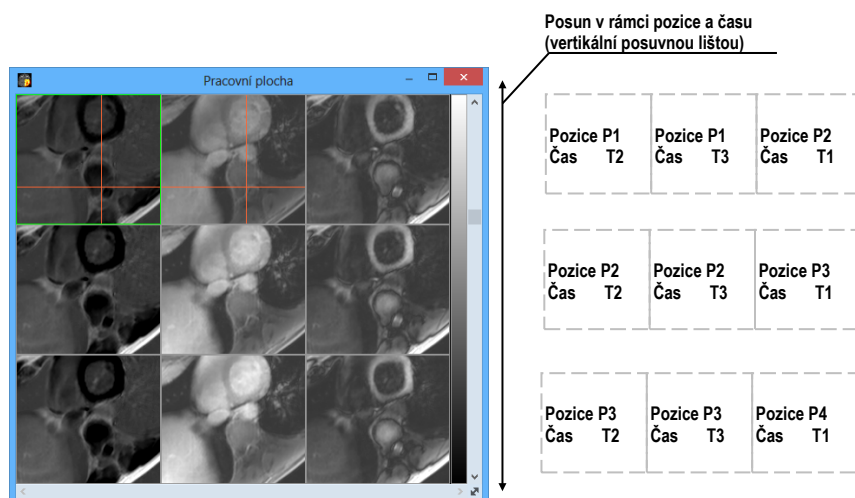 Posun v rámci pozice a času
(vertikální posuvnou lištou)
Pracovní plocha
Pozice P1 Pozice P1 Pozice P2
Čas T2 Čas T3 Čas T1
Pozice P2 Pozice P2 Pozice P3
Čas T2 Čas T3 Čas T1
Pozice P3 Pozice P3 Pozice P4
Čas T2 Čas T3 Čas T1